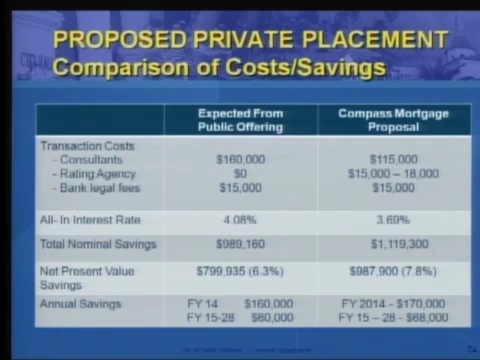 PROPOSED PRIVATE PLACEMENT
Comparison of Costs/Savings
Expected From Public Offering
Compass Mortgage Proposal
Transaction Costs
- Consultants $160,000 $115,000
- Rating Agency $0 $15,000 – 18,000
- Bank legal fees $15,000 $15,000
All- In Interest Rate 4.08% 3.69%
Total Nominal Savings $989,160 $1,119,300
Net Present Value Savings $799,935 (6.3%) $987,900 (7.8%)
Annual Savings FY 14 $160,000 FY 2014 - $170,000
FY 15-28 $60,000 FY 15 – 28 - $68,000